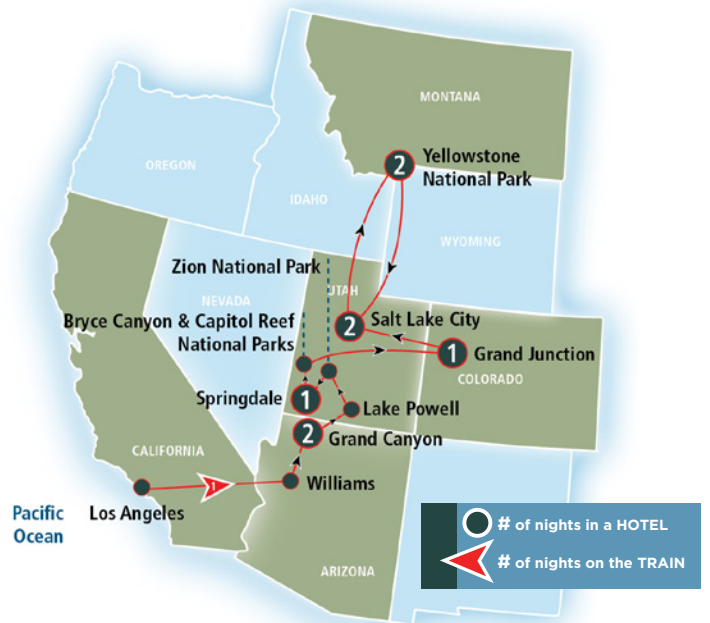 MONTANA
2
Yellowstone
National Park
OREGON
IDAHO
WYOMING
Zion National Park
UTAH
NEVADA
Bryce Canyon & Capitol Reef
National Parks
2
Salt Lake City
1
Grand Junction
COLORADO
Springdale
1
Lake Powell
2
Grand Canyon
CALIFORNIA
1
Williams
Pacific
Ocean
Los Angeles
ARIZONA
# of nights in a HOTEL
# of nights on the TRAIN